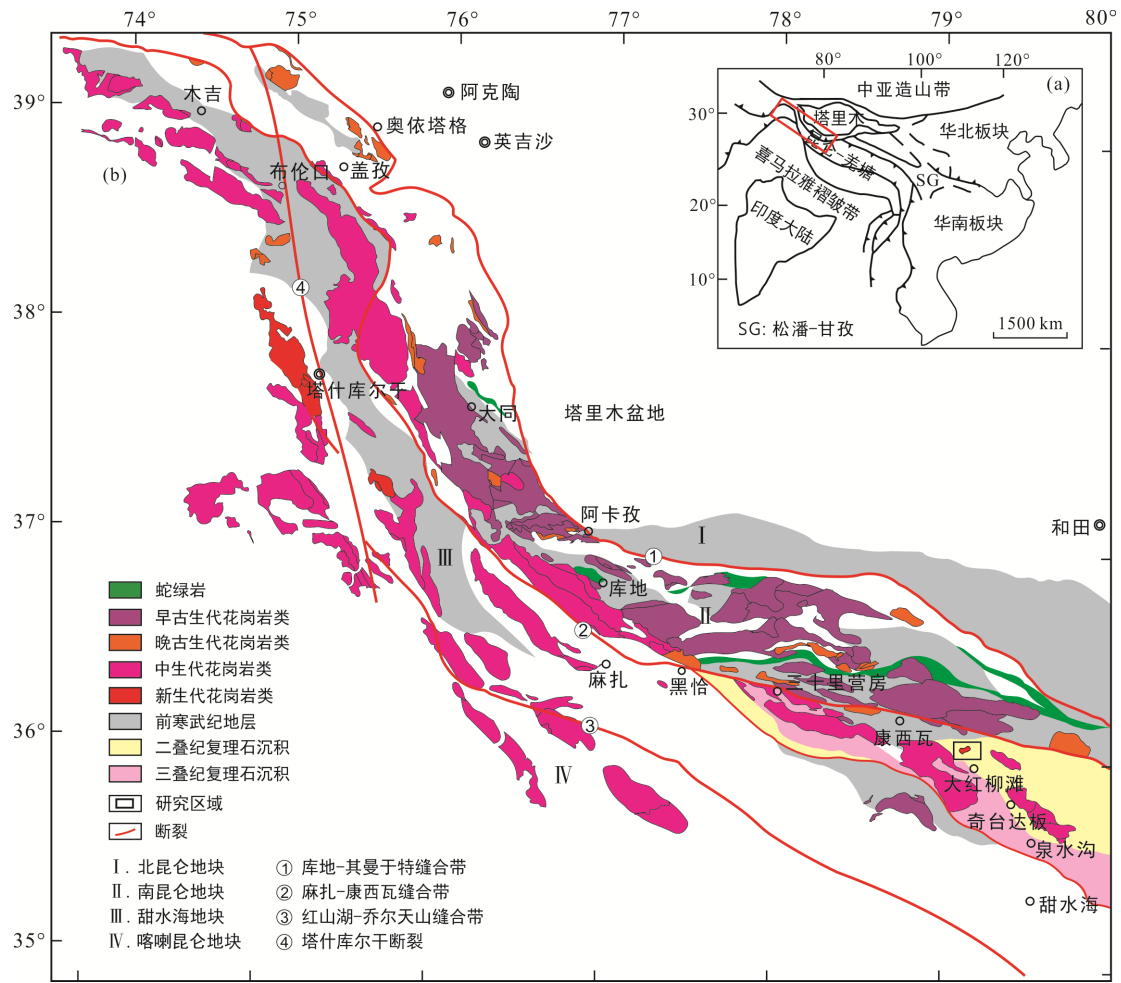 74° 75° 76° 77° 78° 79° 80°
39°
38°
37°
36°
35°
(a)
80° 100° 120°
30°
20°
10°
中亚造山带
塔里木
华北板块
华仑-羌塘
SG
喜马拉雅褶皱带
印度大陆
华南板块
SG: 松潘-甘孜
1500 km
(b)
木吉
阿克陶
奥依塔格
英吉沙
布伦口
盖孜
④
塔什库尔干
大同
塔里木盆地
阿卡孜
和田
Ⅰ
①
Ⅲ
库地
Ⅱ
②
麻扎
黑恰
三十里营房
③
康西瓦
Ⅳ
大红柳滩
奇台达板
泉水沟
甜水海
蛇绿岩
早古生代花岗岩类
晚古生代花岗岩类
中生代花岗岩类
新生代花岗岩类
前寒武纪地层
二叠纪复理石沉积
三叠纪复理石沉积
研究区域
断裂
Ⅰ. 北昆仑地块
Ⅱ. 南昆仑地块
Ⅲ. 甜水海地块
Ⅳ. 喀喇昆仑地块
① 库地-其曼于特缝合带
② 麻扎-康西瓦缝合带
③ 红山湖-乔尔天山缝合带
④ 塔什库尔干断裂